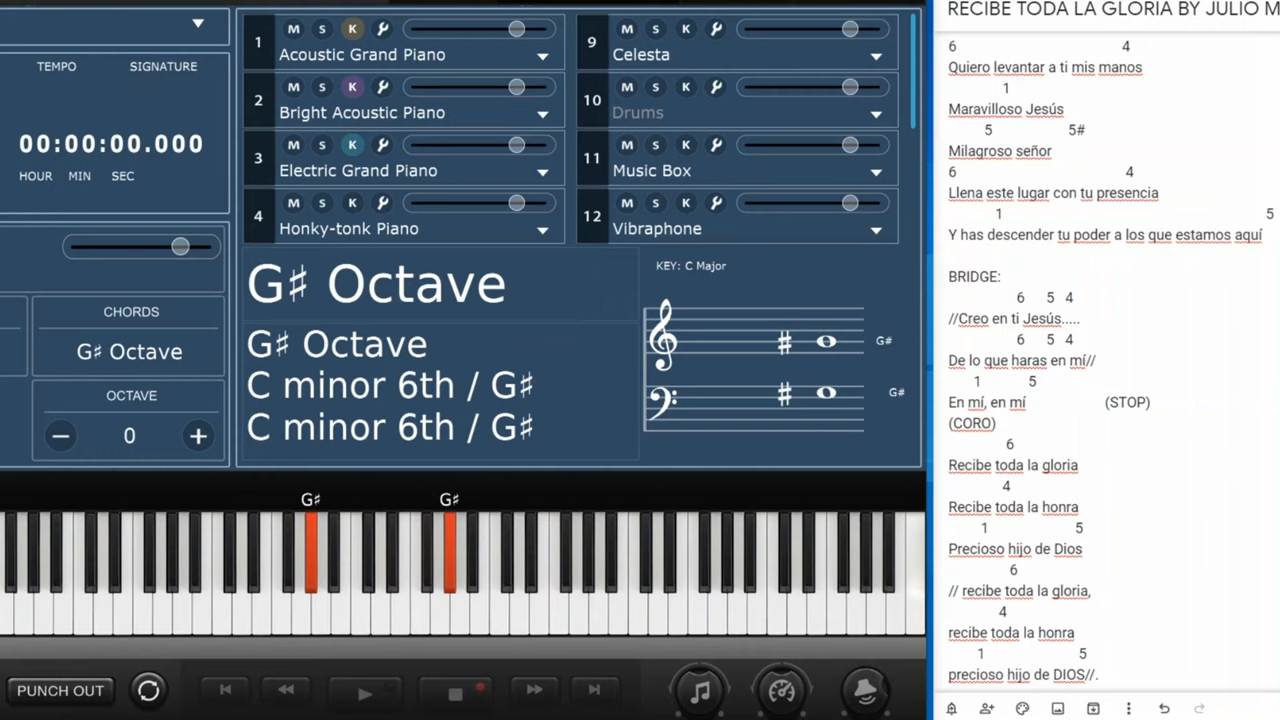 TEMPO SIGNATURE
00:00:00.000
HOUR MIN SEC
CHORDS
G♯ Octave
OCTAVE
0
1 M S K
Acoustic Grand Piano
2 M S K
Bright Acoustic Piano
3 M S K
Electric Grand Piano
4 M S K
Honky-tonk Piano
9 M S K
Celesta
10 M S K
Drums
11 M S K
Music Box
12 M S K
Vibraphone
G♯ Octave
G♯ Octave
C minor 6th / G♯
C minor 6th / G♯
KEY: C Major
G#
G#
G♯ G♯
PUNCH OUT
RECIBE TODA LA GLORIA BY JULIO M
6 4
Quiero levantar a ti mis manos
1
Maravilloso Jesús
5 5#
Milagroso señor
6 4
Llena este lugar con tu presencia
1 5
Y has descender tu poder a los que estamos aquí
BRIDGE:
6 5 4
//Creo en ti Jesús.....
6 5 4
De lo que haras en mí//
1 5
En mí, en mí (STOP)
(CORO)
6
Recibe toda la gloria
4
Recibe toda la honra
1 5
Precioso hijo de Dios
6
// recibe toda la gloria,
4
recibe toda la honra
1 5
precioso hijo de DIOS//.